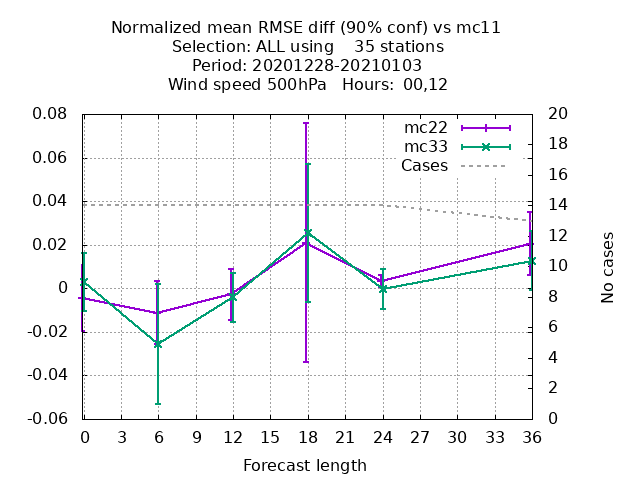 Normalized mean RMSE diff (90% conf) vs mc11
Selection: ALL using 35 stations
Period: 20201228-20210103
Wind speed 500hPa Hours: 00,12
mc22
mc33
Cases
0.08
0.06
0.04
0.02
0
-0.02
-0.04
-0.06
20
18
16
14
12
10
8
6
4
2
0
No cases
0 3 6 9 12 15 18 21 24 27 30 33 36
Forecast length